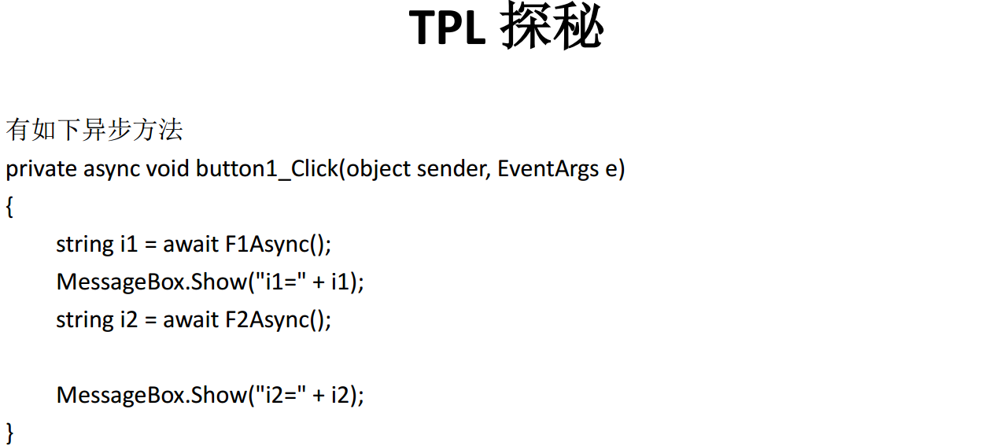 TPL 探秘
有如下异步方法
private async void button1_Click(object sender, EventArgs e)
{
string i1 = await F1Async();
MessageBox.Show("i1=" + i1);
string i2 = await F2Async();
MessageBox.Show("i2=" + i2);
}